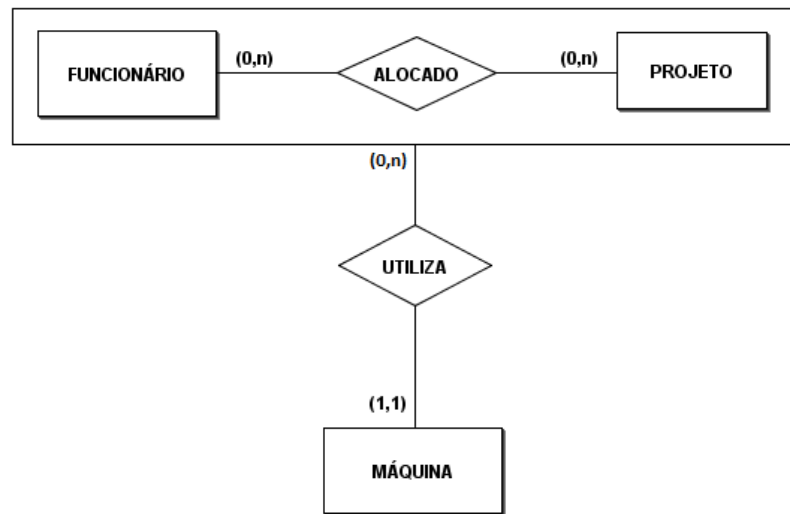 FUNCIONÁRIO (0,n) ALOCADO (0,n) PROJETO
(0,n)
UTILIZA
(1,1)
MÁQUINA